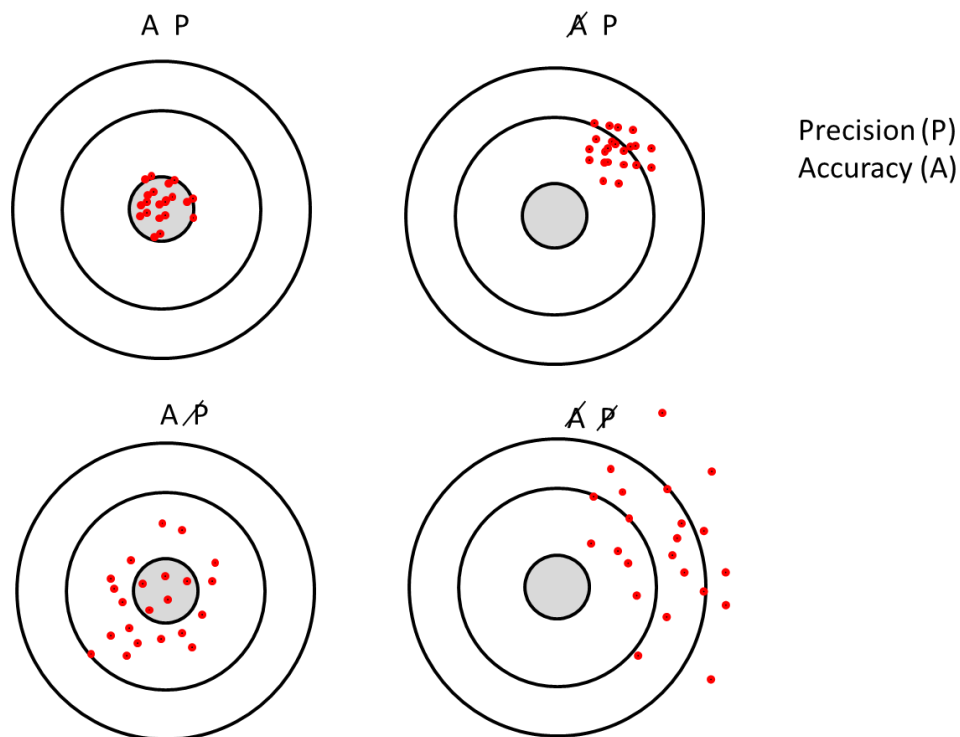 A P
A̸ P
Precision (P)
Accuracy (A)
A P̸
A̸ P̸